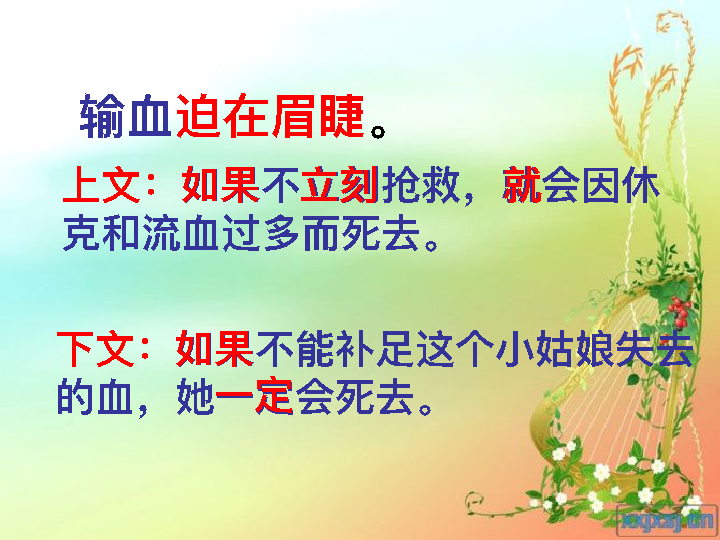 输血迫在眉睫。
上文：如果不立刻抢救，就会因休
克和流血过多而死去。
下文：如果不能补足这个小姑娘失去
的血，她一定会死去。